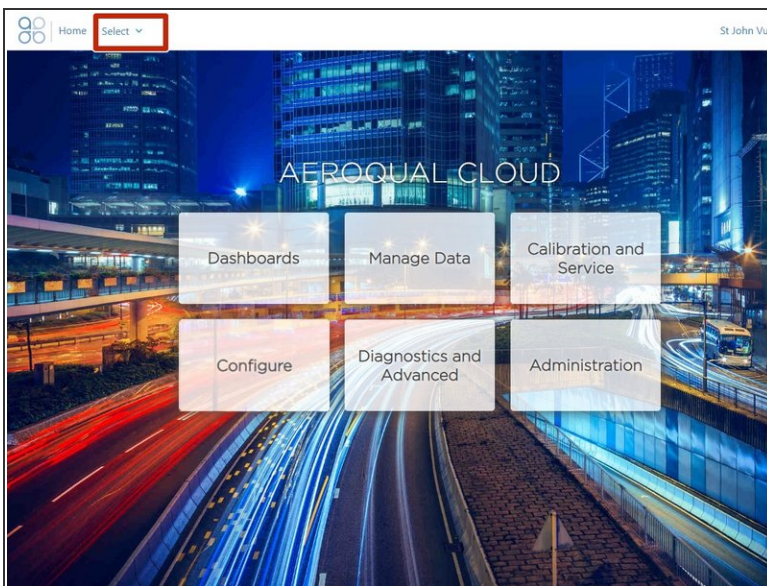 Home Select
St John Vu
AEROQUAL CLOUD
Dashboards
Manage Data
Calibration and
Service
Configure
Diagnostics and
Advanced
Administration